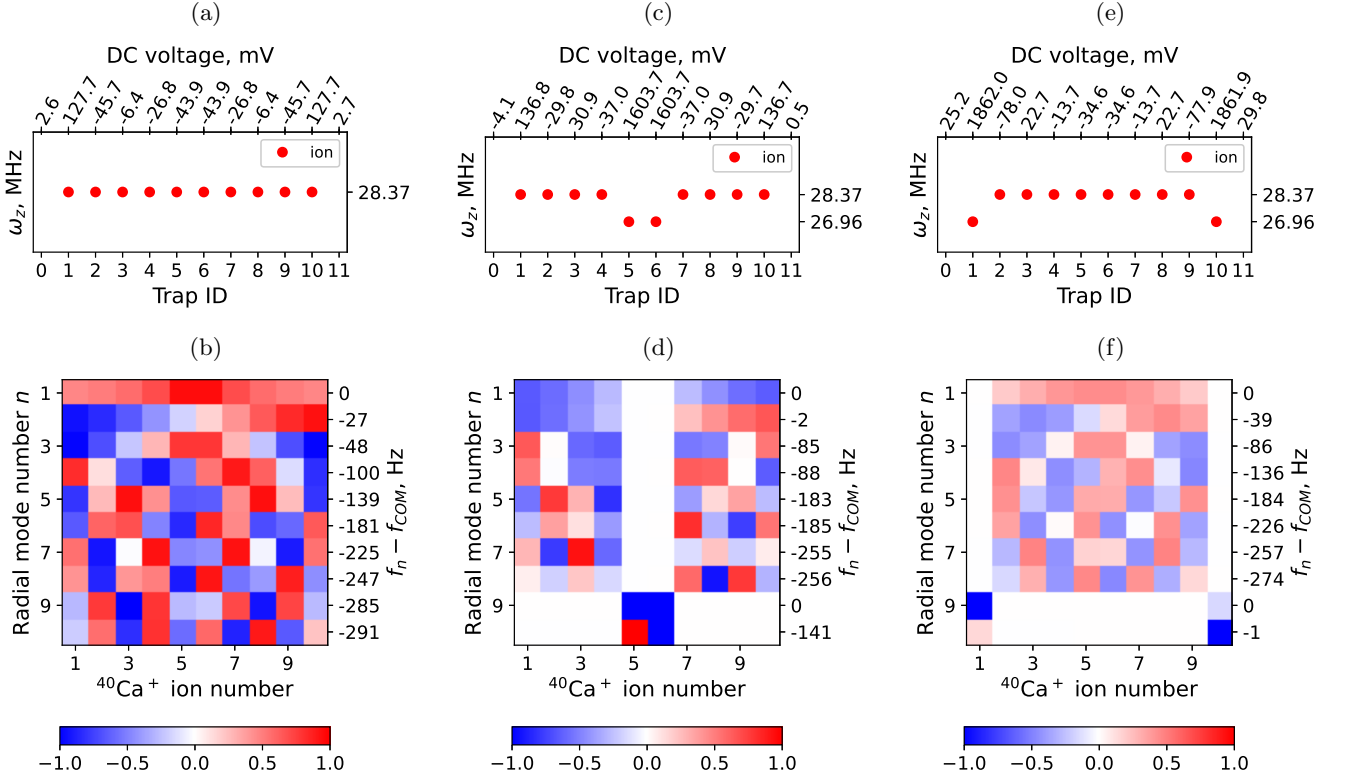 (a)
DC voltage, mV
2.6 127.7 -45.7 -6.4 -26.8 -43.9 -43.9 -26.8 -6.4 -45.7 127.7 2.7
ion
ω_z, MHz
28.37
0 1 2 3 4 5 6 7 8 9 10 11
Trap ID
(c)
DC voltage, mV
-4.1 136.8 -29.8 30.9 -37.0 1603.7 1603.7 -37.0 30.9 -29.7 136.7 0.5
ion
ω_z, MHz
28.37
26.96
0 1 2 3 4 5 6 7 8 9 10 11
Trap ID
(e)
DC voltage, mV
25.2 1862.0 -78.0 22.7 -13.7 -34.6 -34.6 -13.7 22.7 -77.9 1861.9 29.8
ion
ω_z, MHz
28.37
26.96
0 1 2 3 4 5 6 7 8 9 10 11
Trap ID
(b)
Radial mode number n
1
3
5
7
9
0
-27
-48
-100
-139
-181
-225
-247
-285
-291
f_n − f_COM, Hz
1 3 5 7 9
⁴⁰Ca⁺ ion number
−1.0 −0.5 0.0 0.5 1.0
(d)
Radial mode number n
1
3
5
7
9
0
-2
-85
-88
-183
-185
-255
-256
0
-141
f_n − f_COM, Hz
1 3 5 7 9
⁴⁰Ca⁺ ion number
−1.0 −0.5 0.0 0.5 1.0
(f)
Radial mode number n
1
3
5
7
9
0
-39
-86
-136
-184
-226
-257
-274
0
-1
f_n − f_COM, Hz
1 3 5 7 9
⁴⁰Ca⁺ ion number
−1.0 −0.5 0.0 0.5 1.0